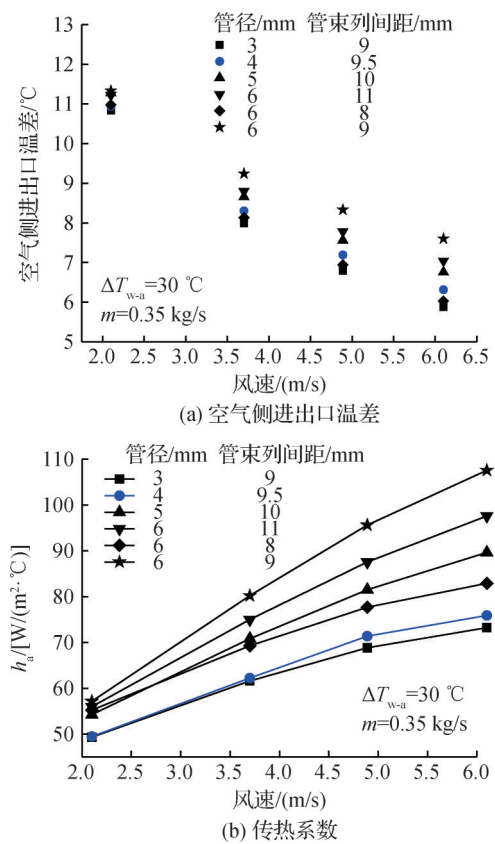 管径/mm 管束列间距/mm
3 9
4 9.5
5 10
6 11
6 8
6 9
13
12
11
10
9
8
7
6
5
空气侧进出口温差/℃
ΔTw-a=30 ℃
m=0.35 kg/s
2.0 2.5 3.0 3.5 4.0 4.5 5.0 5.5 6.0 6.5
风速/(m/s)
(a) 空气侧进出口温差
管径/mm 管束列间距/mm
3 9
4 9.5
5 10
6 11
6 8
6 9
110
100
90
80
70
60
50
ha/[W/(m²·℃)]
ΔTw-a=30 ℃
m=0.35 kg/s
2.0 2.5 3.0 3.5 4.0 4.5 5.0 5.5 6.0
风速/(m/s)
(b) 传热系数